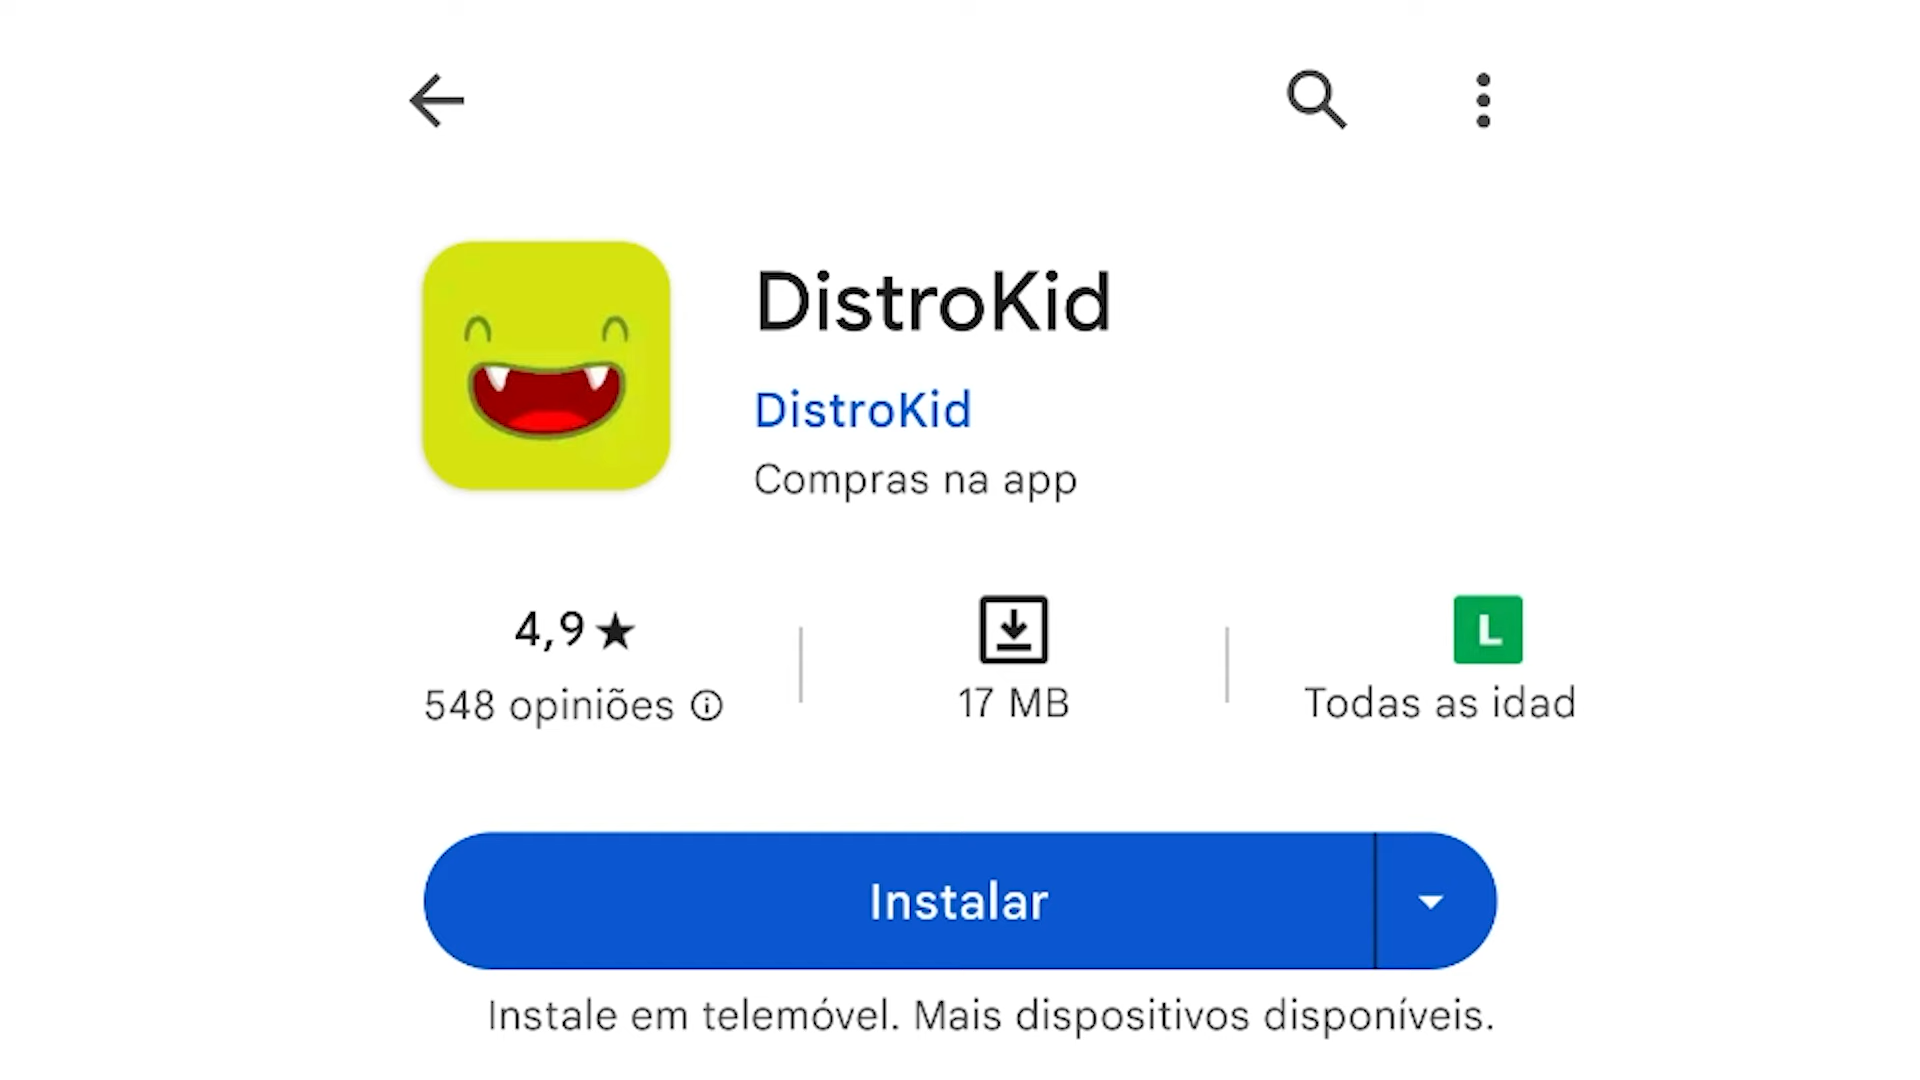 DistroKid
DistroKid
Compras na app
4,9★
548 opiniões
17 MB
L
Todas as idad
Instalar
Instale em telemóvel. Mais dispositivos disponíveis.